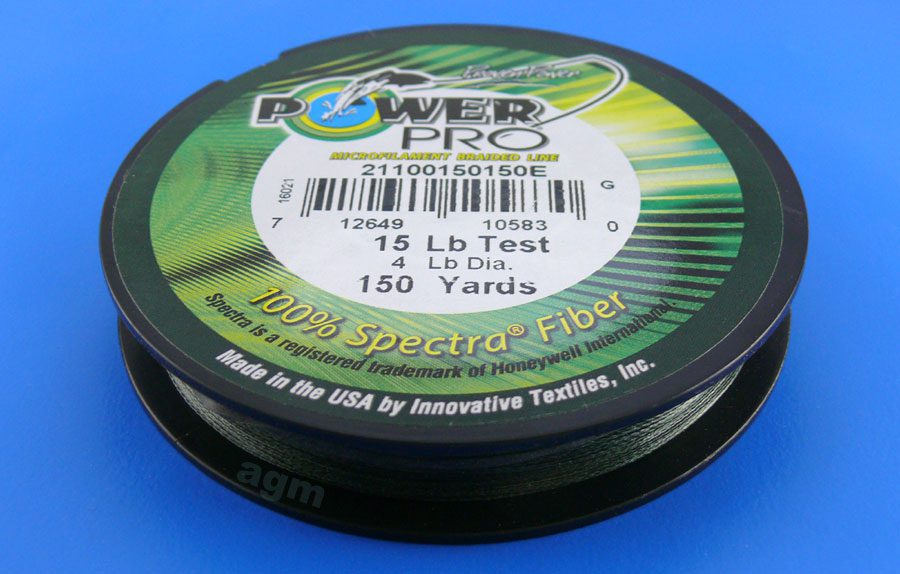 Proven Power
POWER
PRO
MICROFILAMENT BRAIDED LINE
21100150150E
16021
G
7 12649 10583 0
15 Lb Test
4 Lb Dia.
150 Yards
100% Spectra® Fiber
Spectra is a registered trademark of Honeywell International.
Made in the USA by Innovative Textiles, Inc.
agm